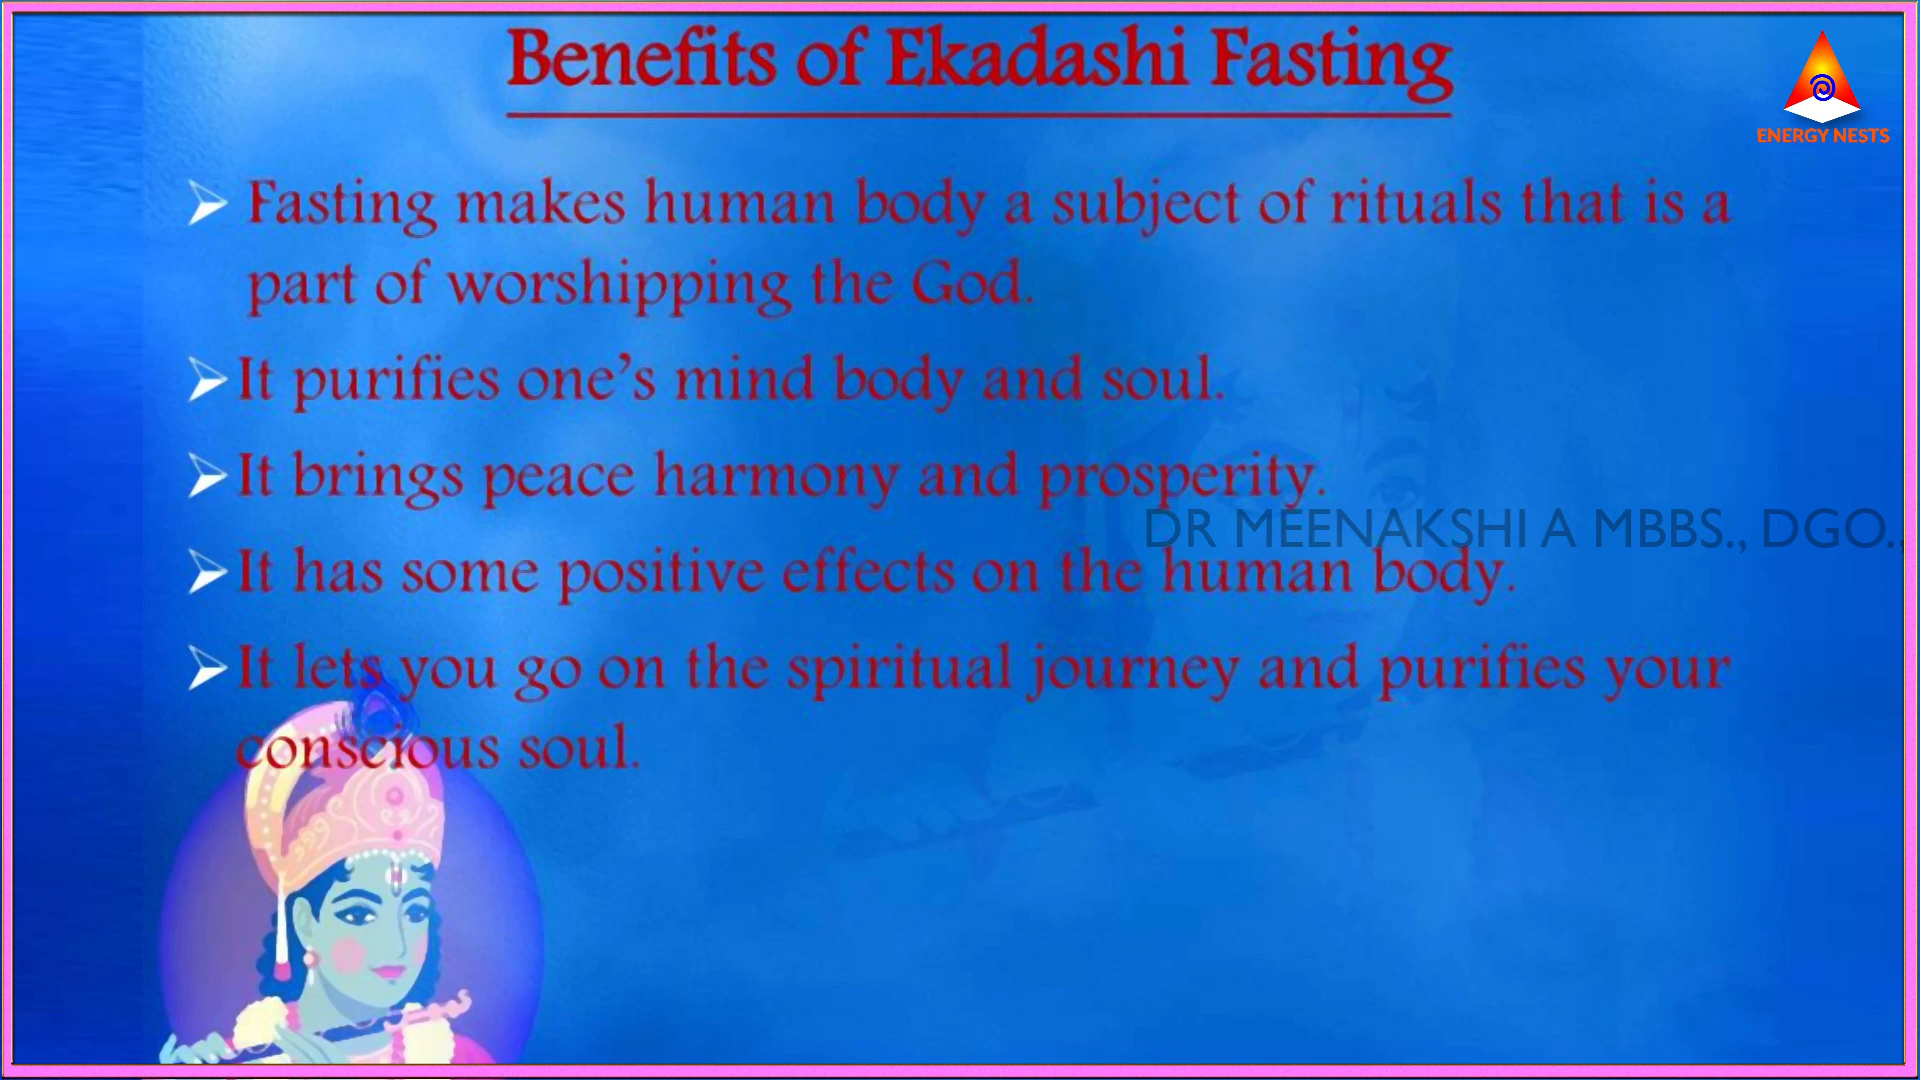 Benefits of Ekadashi Fasting
ENERGY NESTS
Fasting makes human body a subject of rituals that is a
part of worshipping the God.
It purifies one's mind body and soul.
It brings peace harmony and prosperity.
DR MEENAKSHI A MBBS., DGO.,
It has some positive effects on the human body.
It lets you go on the spiritual journey and purifies your
conscious soul.